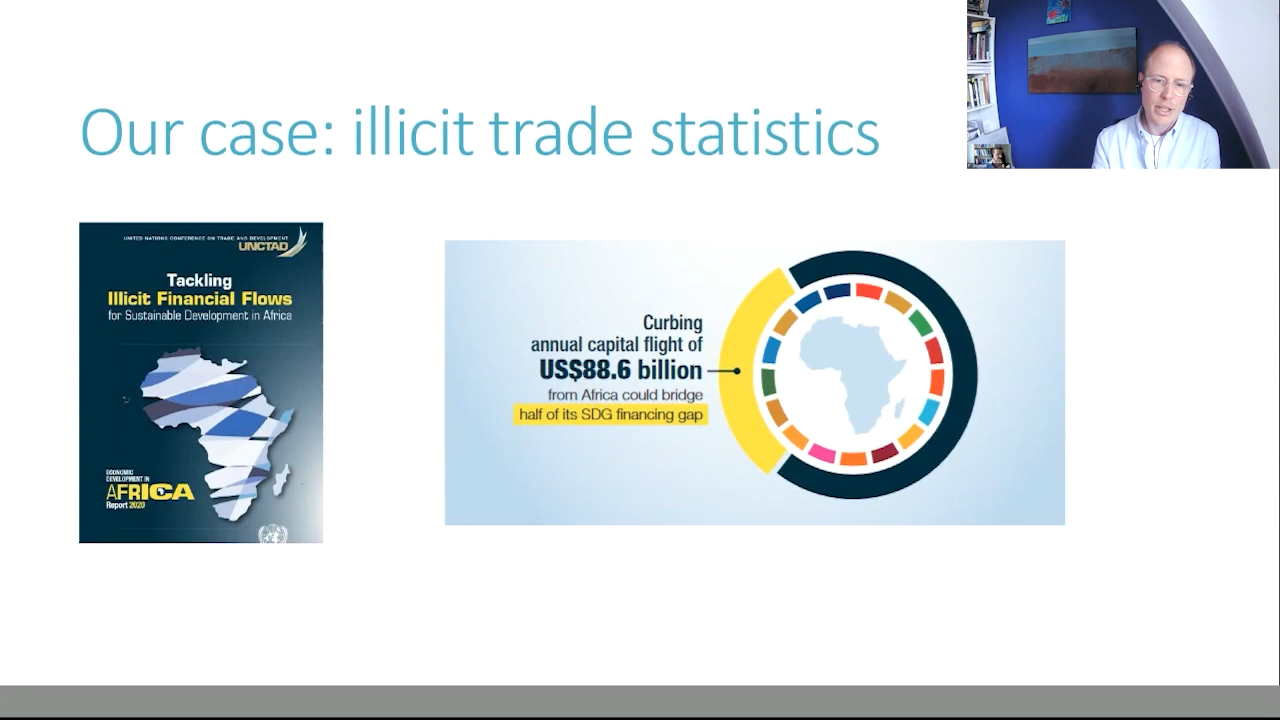 Our case: illicit trade statistics
UNITED NATIONS CONFERENCE ON TRADE AND DEVELOPMENT
UNCTAD
Tackling
Illicit Financial Flows
for Sustainable Development in Africa
ECONOMIC
DEVELOPMENT IN
AFRICA
Report 2020
Curbing
annual capital flight of
US$88.6 billion
from Africa could bridge
half of its SDG financing gap